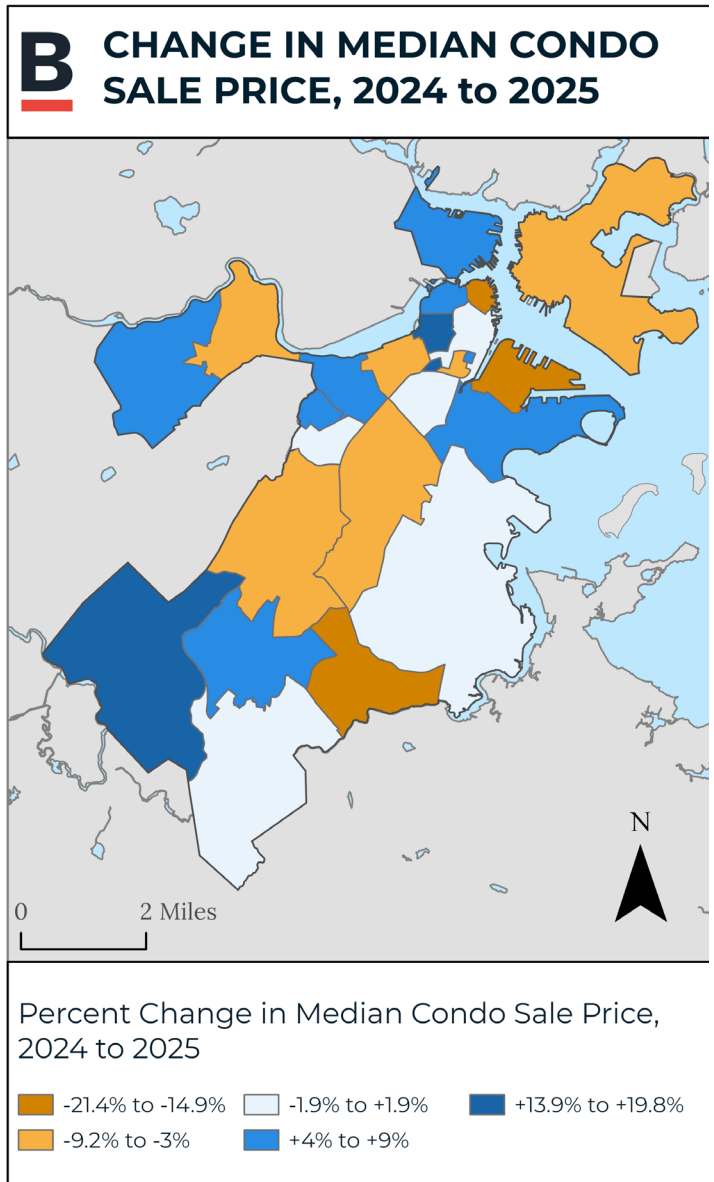 B
CHANGE IN MEDIAN CONDO
SALE PRICE, 2024 to 2025
N
0 2 Miles
Percent Change in Median Condo Sale Price,
2024 to 2025
-21.4% to -14.9% -1.9% to +1.9% +13.9% to +19.8%
-9.2% to -3% +4% to +9%